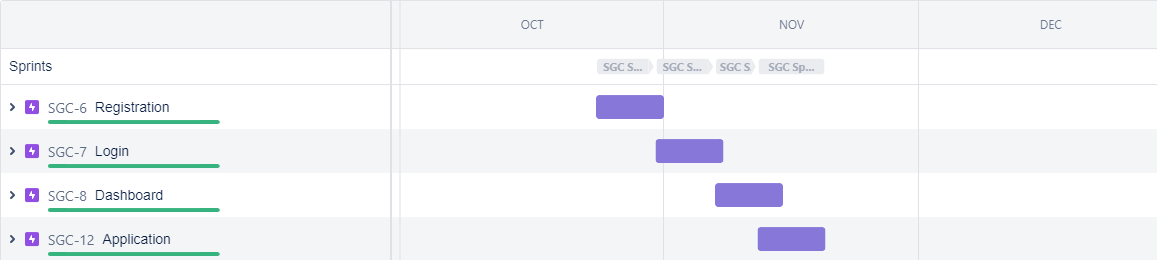 OCT NOV DEC
Sprints SGC S... SGC S... SGC S SGC Sp...
SGC-6 Registration
SGC-7 Login
SGC-8 Dashboard
SGC-12 Application